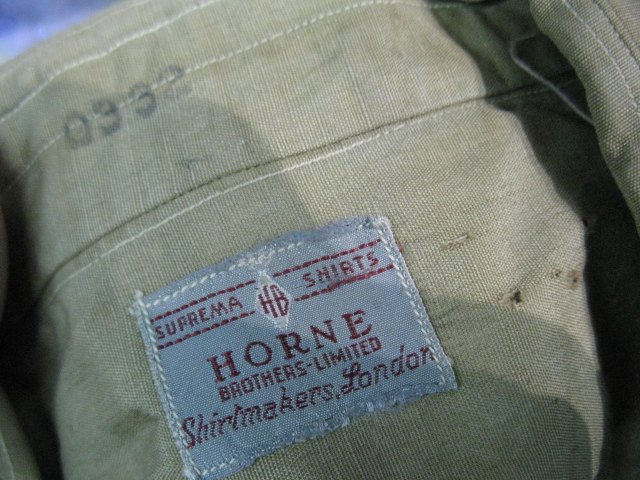 0332
SUPREMA HB SHIRTS
HORNE
BROTHERS-LIMITED
Shirtmakers, London